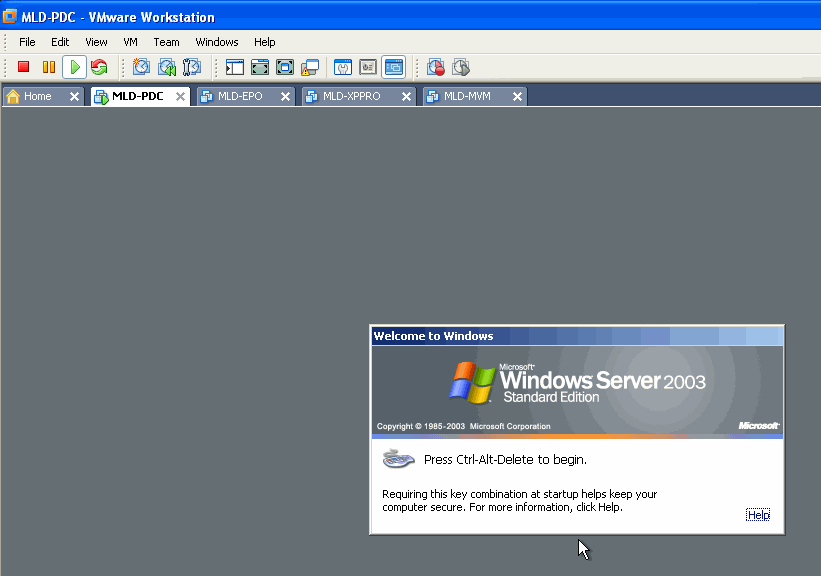 MLD-PDC - VMware Workstation
File Edit View VM Team Windows Help
Home MLD-PDC MLD-EPO MLD-XPPRO MLD-MVM
Welcome to Windows
Microsoft
Windows Server 2003
Standard Edition
Copyright © 1985-2003 Microsoft Corporation Microsoft
Press Ctrl-Alt-Delete to begin.
Requiring this key combination at startup helps keep your
computer secure. For more information, click Help.
Help